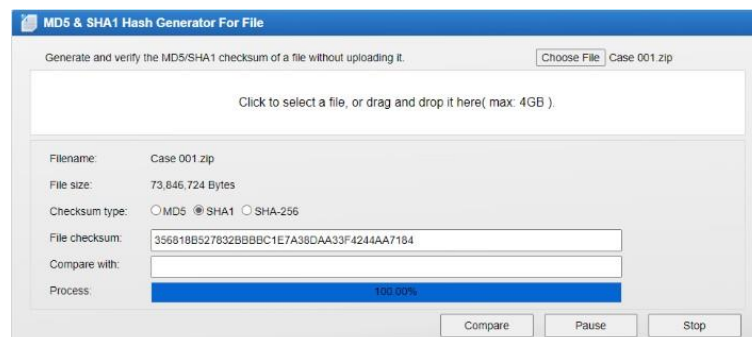 MD5 & SHA1 Hash Generator For File
Generate and verify the MD5/SHA1 checksum of a file without uploading it. Choose File Case 001.zip
Click to select a file, or drag and drop it here( max: 4GB ).
Filename: Case 001.zip
File size: 73,846,724 Bytes
Checksum type: MD5 SHA1 SHA-256
File checksum: 356818B527832BBBBC1E7A38DAA33F4244AA7184
Compare with:
Process: 100.00%
Compare Pause Stop